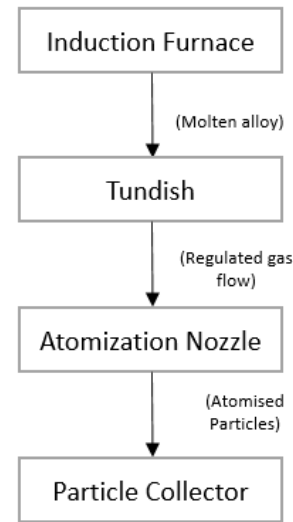 Induction Furnace
(Molten alloy)
Tundish
(Regulated gas
flow)
Atomization Nozzle
(Atomised
Particles)
Particle Collector